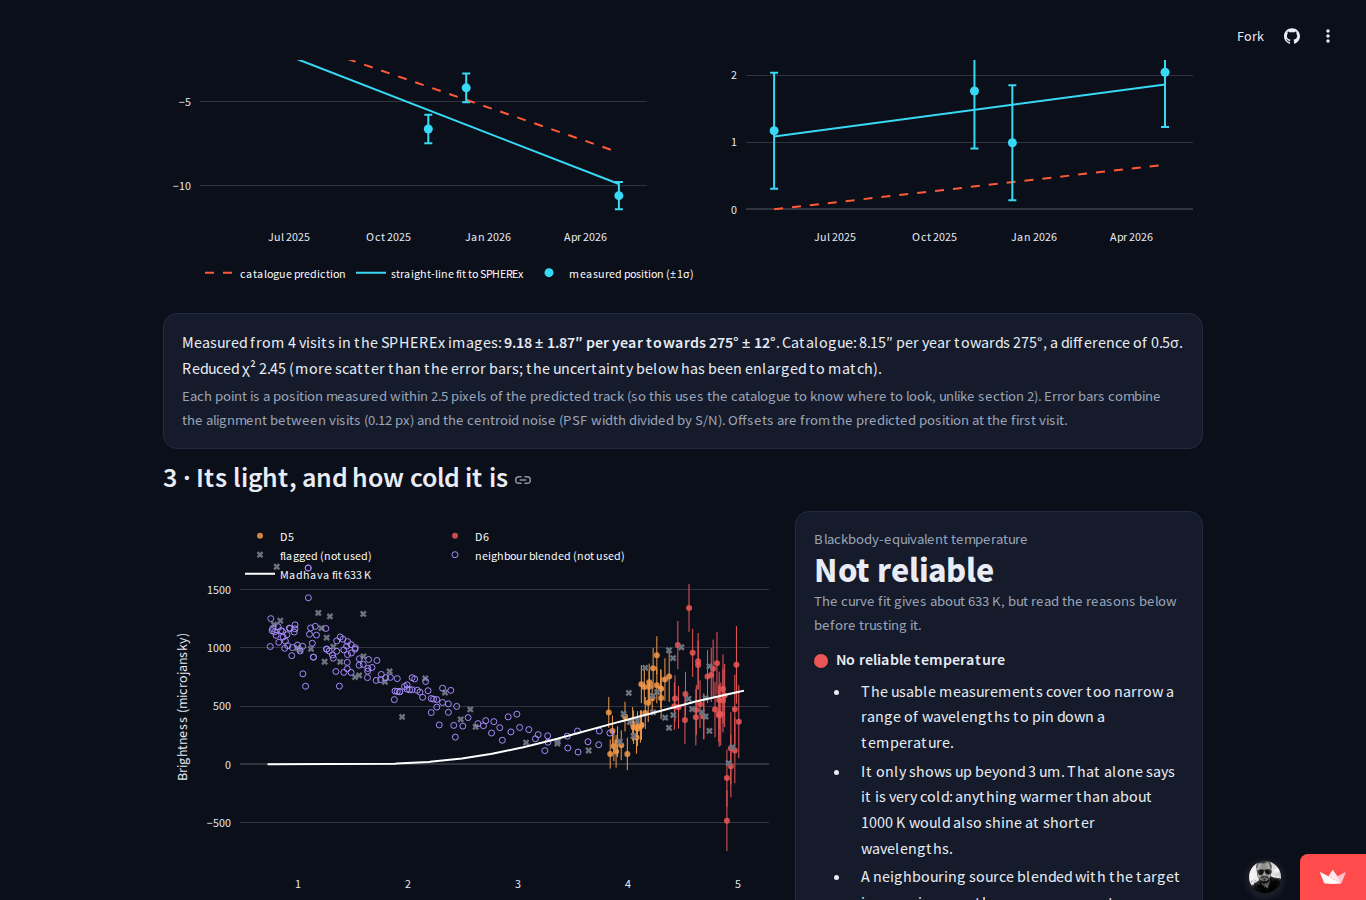 Fork
−5
−10
Jul 2025
Oct 2025
Jan 2026
Apr 2026
2
1
0
Jul 2025
Oct 2025
Jan 2026
Apr 2026
catalogue prediction
straight-line fit to SPHEREx
measured position (±1σ)
Measured from 4 visits in the SPHEREx images: 9.18 ± 1.87″ per year towards 275° ± 12°. Catalogue: 8.15″ per year towards 275°, a difference of 0.5σ.
Reduced χ² 2.45 (more scatter than the error bars; the uncertainty below has been enlarged to match).
Each point is a position measured within 2.5 pixels of the predicted track (so this uses the catalogue to know where to look, unlike section 2). Error bars combine
the alignment between visits (0.12 px) and the centroid noise (PSF width divided by S/N). Offsets are from the predicted position at the first visit.
3 · Its light, and how cold it is
D5
D6
flagged (not used)
neighbour blended (not used)
Madhava fit 633 K
Brightness (microjansky)
1500
1000
500
0
−500
1
2
3
4
5
Blackbody-equivalent temperature
Not reliable
The curve fit gives about 633 K, but read the reasons below
before trusting it.
No reliable temperature
The usable measurements cover too narrow a
range of wavelengths to pin down a
temperature.
It only shows up beyond 3 um. That alone says
it is very cold: anything warmer than about
1000 K would also shine at shorter
wavelengths.
A neighbouring source blended with the target